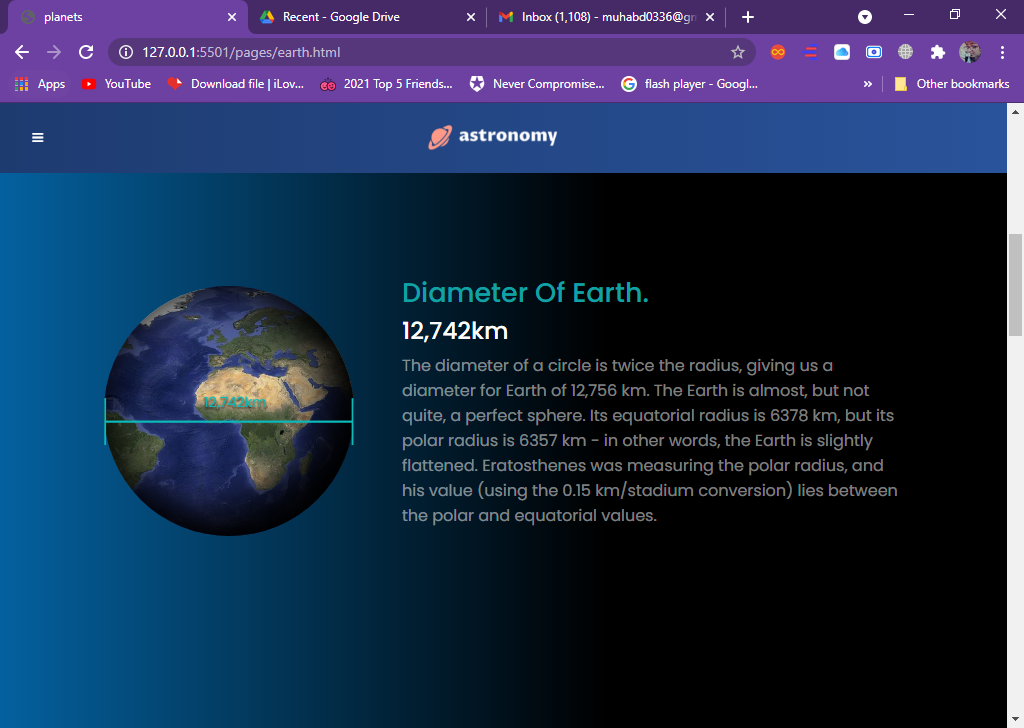 planets
Recent - Google Drive
Inbox (1,108) - muhabd0336@gm
127.0.0.1:5501/pages/earth.html
Apps
YouTube
Download file | iLov...
2021 Top 5 Friends...
Never Compromise...
flash player - Googl...
»
Other bookmarks
astronomy
Diameter Of Earth.
12,742km
The diameter of a circle is twice the radius, giving us a
diameter for Earth of 12,756 km. The Earth is almost, but not
quite, a perfect sphere. Its equatorial radius is 6378 km, but its
polar radius is 6357 km - in other words, the Earth is slightly
flattened. Eratosthenes was measuring the polar radius, and
his value (using the 0.15 km/stadium conversion) lies between
the polar and equatorial values.
12,742km